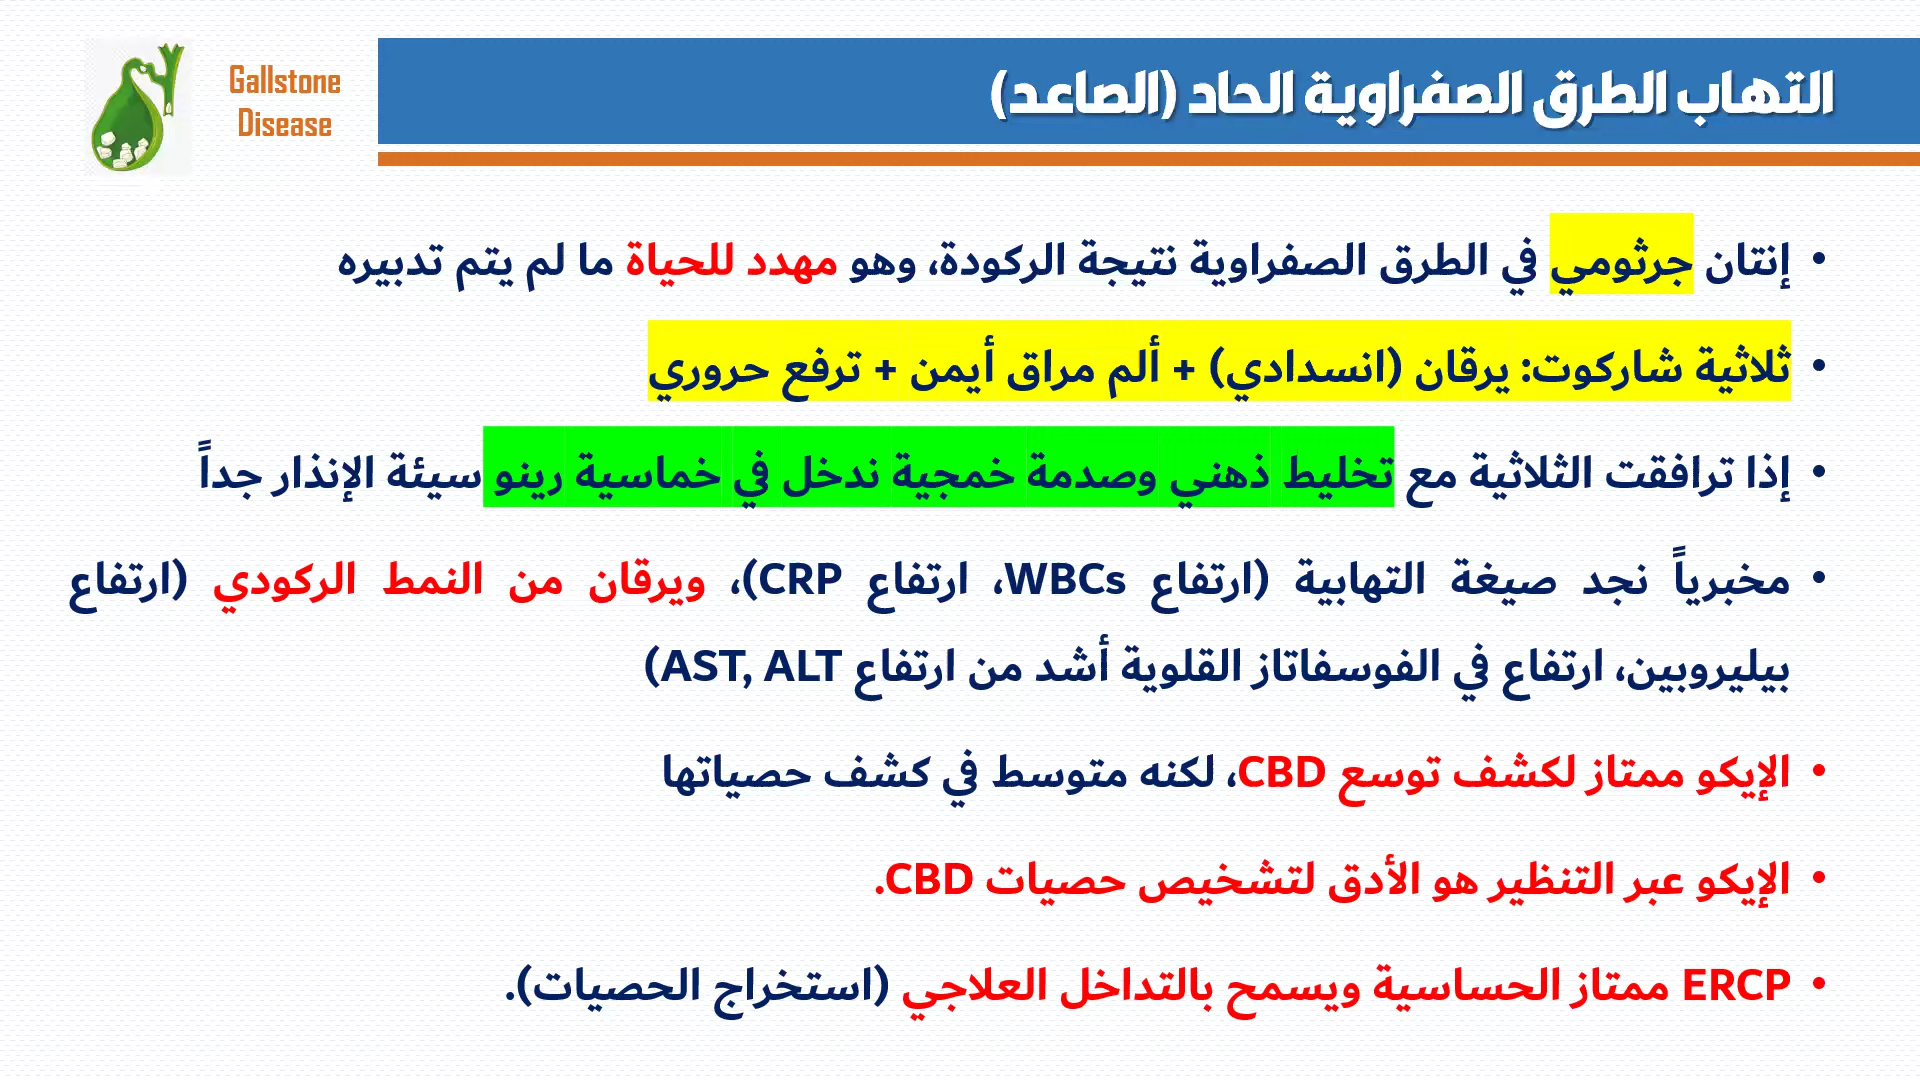 Gallstone
Disease
التهاب الطرق الصفراوية الحاد (الصاعد)
• إنتان جرثومي في الطرق الصفراوية نتيجة الركودة، وهو مهدد للحياة ما لم يتم تدبيره
• ثلاثية شاركوت: يرقان (انسدادي) + ألم مراق أيمن + ترفع حروري
• إذا ترافقت الثلاثية مع تخليط ذهني وصدمة خمجية ندخل في خماسية رينو سيئة الإنذار جداً
• مخبرياً نجد صيغة التهابية (ارتفاع WBCs، ارتفاع CRP)، ويرقان من النمط الركودي (ارتفاع
بيليروبين، ارتفاع في الفوسفاتاز القلوية أشد من ارتفاع AST, ALT)
• الإيكو ممتاز لكشف توسع CBD، لكنه متوسط في كشف حصياتها
• الإيكو عبر التنظير هو الأدق لتشخيص حصيات CBD.
• ERCP ممتاز الحساسية ويسمح بالتداخل العلاجي (استخراج الحصيات).